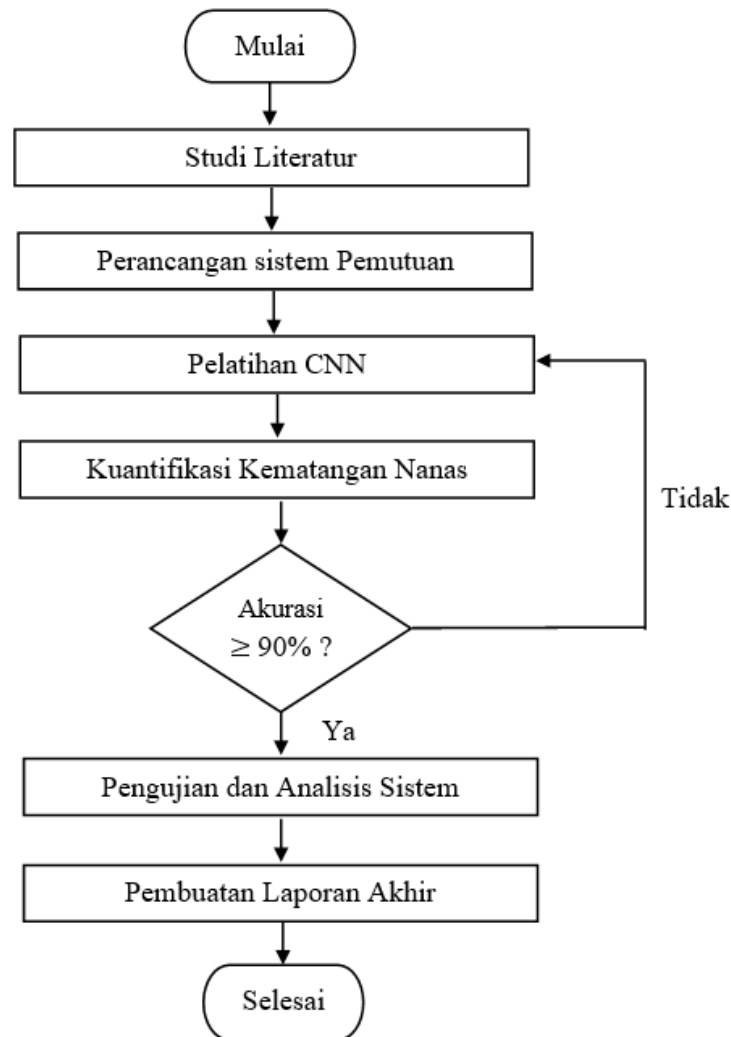 Mulai
Studi Literatur
Perancangan sistem Pemutuan
Pelatihan CNN
Kuantifikasi Kematangan Nanas
Tidak
Akurasi
≥ 90% ?
Ya
Pengujian dan Analisis Sistem
Pembuatan Laporan Akhir
Selesai